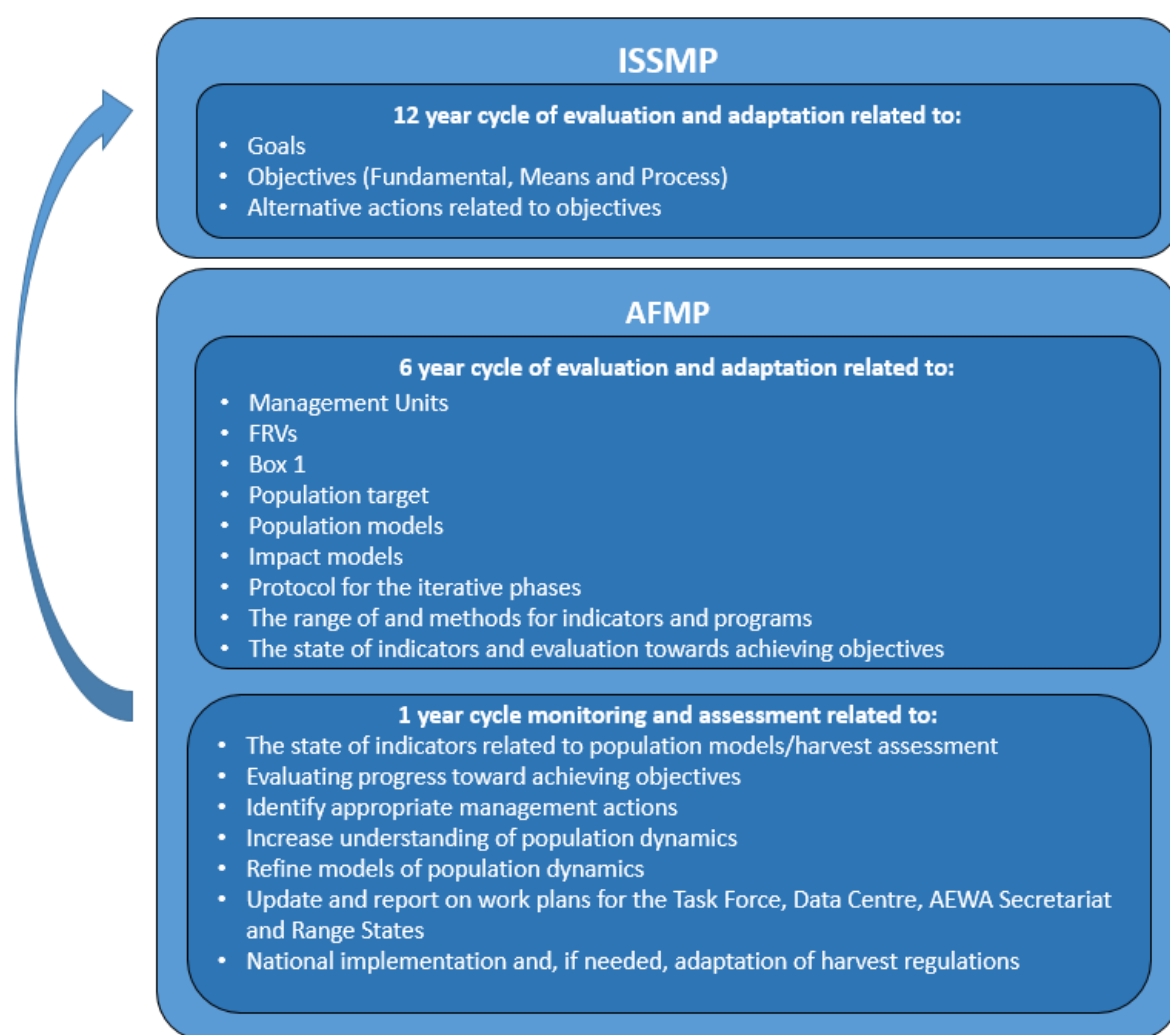 ISSMP
12 year cycle of evaluation and adaptation related to:
• Goals
• Objectives (Fundamental, Means and Process)
• Alternative actions related to objectives
AFMP
6 year cycle of evaluation and adaptation related to:
• Management Units
• FRVs
• Box 1
• Population target
• Population models
• Impact models
• Protocol for the iterative phases
• The range of and methods for indicators and programs
• The state of indicators and evaluation towards achieving objectives
1 year cycle monitoring and assessment related to:
• The state of indicators related to population models/harvest assessment
• Evaluating progress toward achieving objectives
• Identify appropriate management actions
• Increase understanding of population dynamics
• Refine models of population dynamics
• Update and report on work plans for the Task Force, Data Centre, AEWA Secretariat
and Range States
• National implementation and, if needed, adaptation of harvest regulations